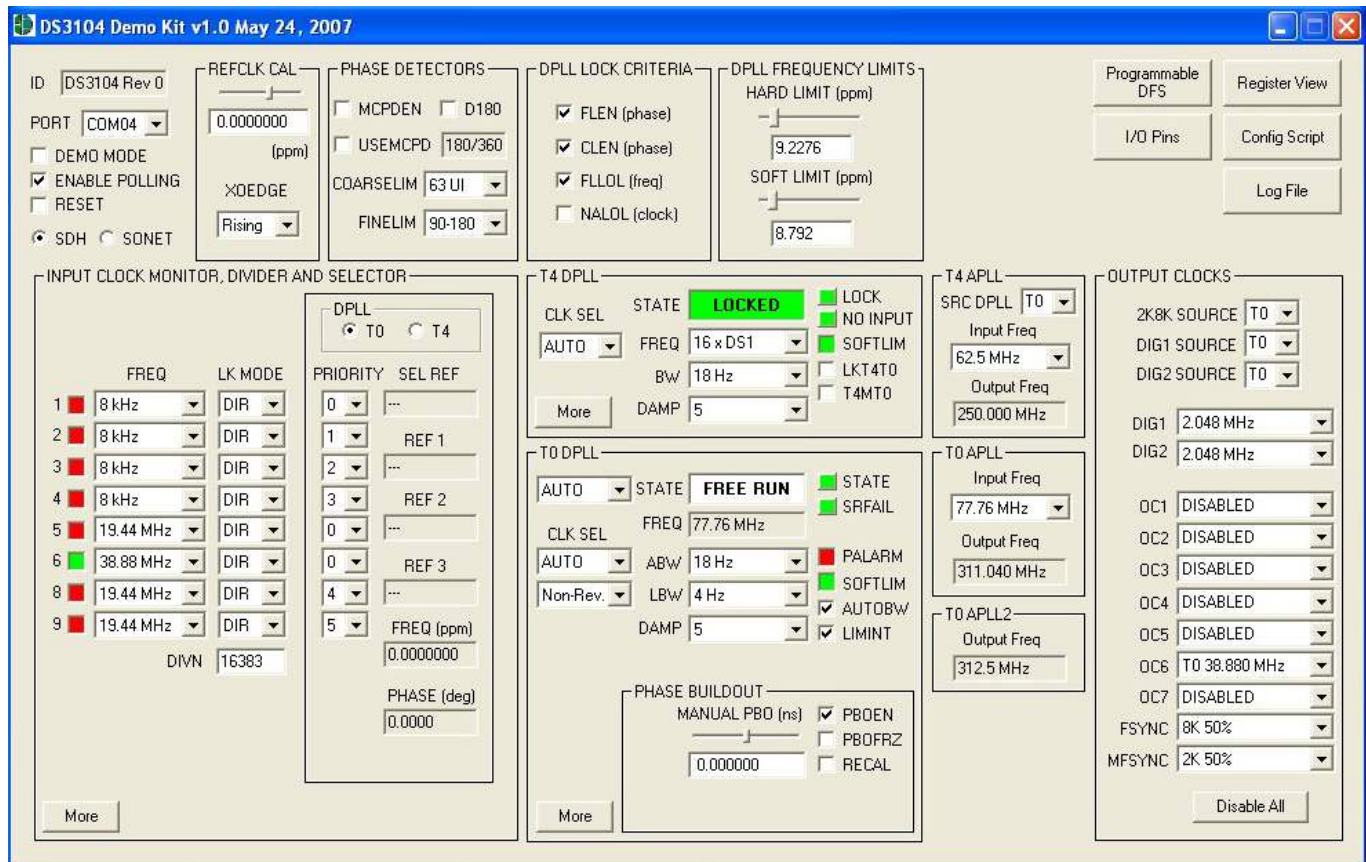 DS3104 Demo Kit v1.0 May 24, 2007
ID DS3104 Rev 0
PORT COM04
DEMO MODE
ENABLE POLLING
RESET
SDH SONET
REFCLK CAL
0.0000000
(ppm)
XOEDGE
Rising
PHASE DETECTORS
MCPDEN D180
USEMCPD 180/360
COARSELIM 63 UI
FINELIM 90-180
DPLL LOCK CRITERIA
FLEN (phase)
CLEN (phase)
FLLOL (freq)
NALOL (clock)
DPLL FREQUENCY LIMITS
HARD LIMIT (ppm)
9.2276
SOFT LIMIT (ppm)
8.792
Programmable DFS
Register View
I/O Pins
Config Script
Log File
INPUT CLOCK MONITOR, DIVIDER AND SELECTOR
DPLL
T0 T4
FREQ LK MODE PRIORITY SEL REF
1 8 kHz DIR 0 ---
2 8 kHz DIR 1 REF 1
3 8 kHz DIR 2 ---
4 8 kHz DIR 3 REF 2
5 19.44 MHz DIR 0 ---
6 38.88 MHz DIR 0 REF 3
8 19.44 MHz DIR 4 ---
9 19.44 MHz DIR 5 FREQ (ppm)
DIVN 16383 0.0000000
PHASE (deg)
0.0000
More
T4 DPLL
CLK SEL
AUTO
STATE LOCKED
FREQ 16 x DS1
BW 18 Hz
DAMP 5
LOCK
NO INPUT
SOFTLIM
LKT4T0
T4MT0
More
T0 DPLL
AUTO STATE FREE RUN STATE
SRFAIL
FREQ 77.76 MHz
CLK SEL
AUTO ABW 18 Hz PALARM
SOFTLIM
Non-Rev. LBW 4 Hz AUTOBW
DAMP 5 LIMINT
PHASE BUILDOUT
MANUAL PBO (ns) PBOEN
PBOFRZ
0.000000 RECAL
More
T4 APLL
SRC DPLL T0
Input Freq
62.5 MHz
Output Freq
250.000 MHz
T0 APLL
Input Freq
77.76 MHz
Output Freq
311.040 MHz
T0 APLL2
Output Freq
312.5 MHz
OUTPUT CLOCKS
2K8K SOURCE T0
DIG1 SOURCE T0
DIG2 SOURCE T0
DIG1 2.048 MHz
DIG2 2.048 MHz
OC1 DISABLED
OC2 DISABLED
OC3 DISABLED
OC4 DISABLED
OC5 DISABLED
OC6 T0 38.880 MHz
OC7 DISABLED
FSYNC 8K 50%
MFSYNC 2K 50%
Disable All